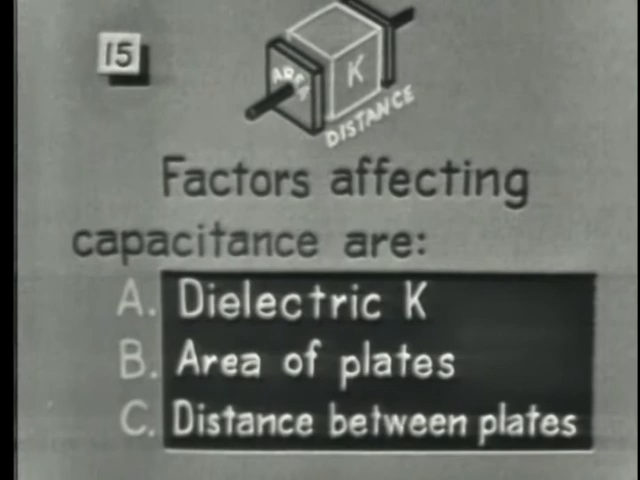 15
AREA
K
DISTANCE
Factors affecting
capacitance are:
A. Dielectric K
B. Area of plates
C. Distance between plates